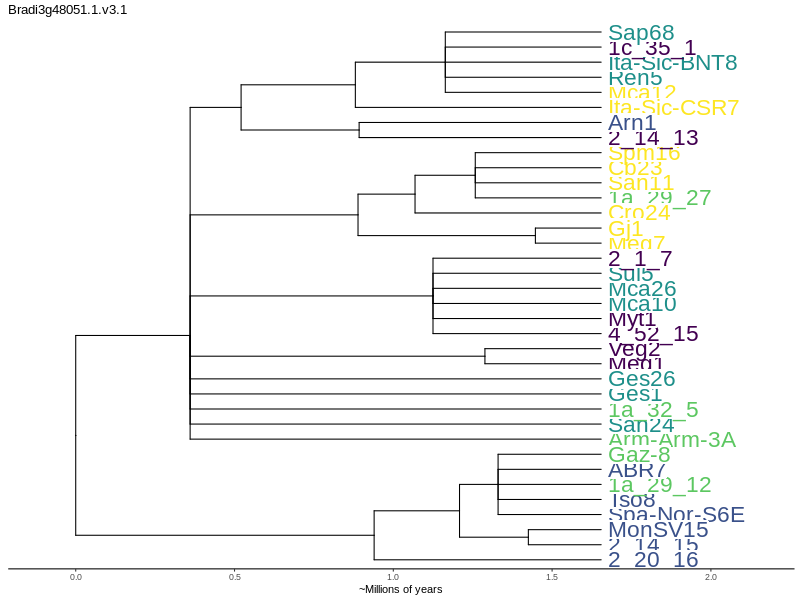 Bradi3g48051.1.v3.1
Sap68
1c_35_1
Ita-Sic-BNT8
Ren5
Mca12
Ita-Sic-CSR7
Arn1
2_14_13
Spm16
Cb23
San11
1a_29_27
Cro24
Gj1
Meg7
2_1_7
Sul5
Mca26
Mca10
Myt1
4_52_15
Veg2
Med1
Ges26
Ges1
1a_32_5
San24
Arm-Arm-3A
Gaz-8
ABR7
1a_29_12
Tso8
Spa-Nor-S6E
MonSV15
2_14_15
2_20_16
0.0 0.5 1.0 1.5 2.0
~Millions of years